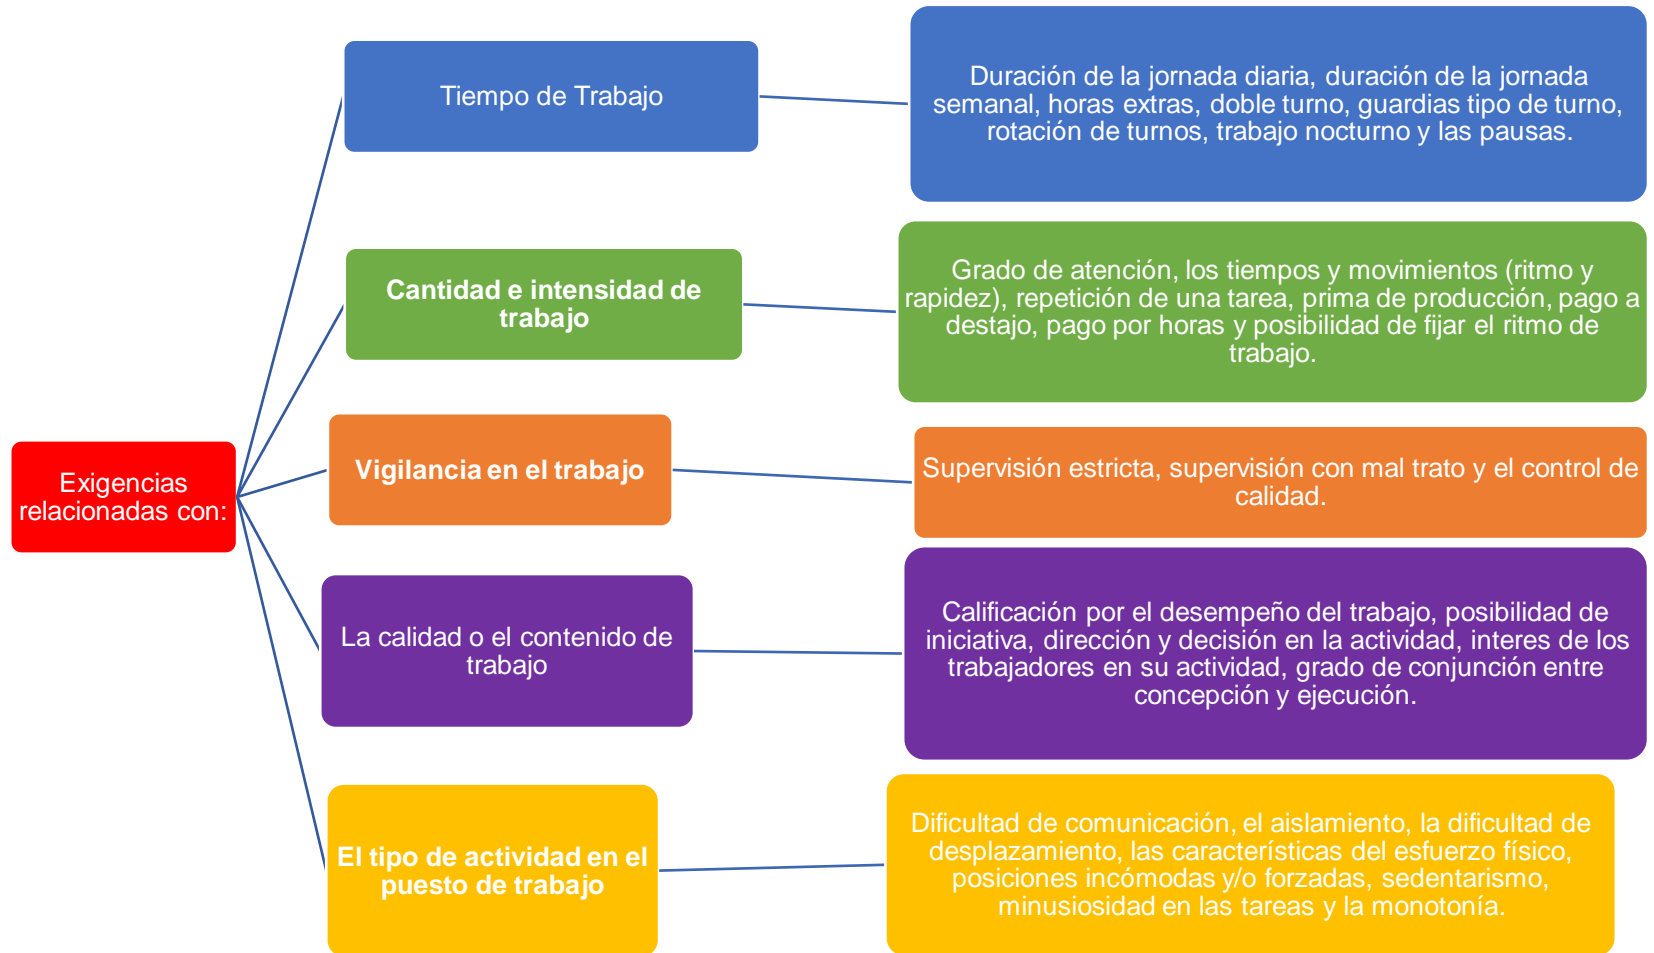 Exigencias
relacionadas con:
Tiempo de Trabajo
Duración de la jornada diaria, duración de la jornada
semanal, horas extras, doble turno, guardias tipo de turno,
rotación de turnos, trabajo nocturno y las pausas.
Cantidad e intensidad de
trabajo
Grado de atención, los tiempos y movimientos (ritmo y
rapidez), repetición de una tarea, prima de producción, pago a
destajo, pago por horas y posibilidad de fijar el ritmo de
trabajo.
Vigilancia en el trabajo
Supervisión estricta, supervisión con mal trato y el control de
calidad.
La calidad o el contenido de
trabajo
Calificación por el desempeño del trabajo, posibilidad de
iniciativa, dirección y decisión en la actividad, interes de los
trabajadores en su actividad, grado de conjunción entre
concepción y ejecución.
El tipo de actividad en el
puesto de trabajo
Dificultad de comunicación, el aislamiento, la dificultad de
desplazamiento, las características del esfuerzo físico,
posiciones incómodas y/o forzadas, sedentarismo,
minusiosidad en las tareas y la monotonía.